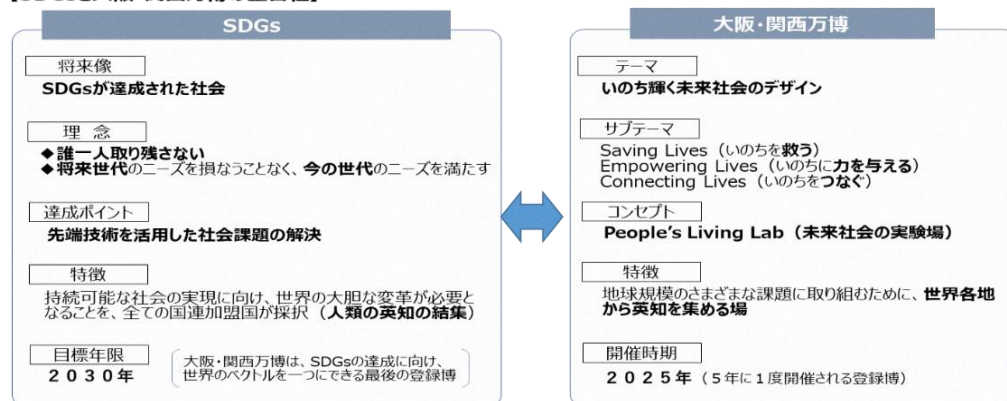 SDGs
将来像
SDGsが達成された社会
理 念
◆誰一人取り残さない
◆将来世代のニーズを損なうことなく、今の世代のニーズを満たす
達成ポイント
先端技術を活用した社会課題の解決
特徴
持続可能な社会の実現に向け、世界の大胆な変革が必要と
なることを、全ての国連加盟国が採択（人類の英知の結集）
目標年限
２０３０年
大阪・関西万博は、SDGsの達成に向け、
世界のベクトルを一つにできる最後の登録博
大阪・関西万博
テーマ
いのち輝く未来社会のデザイン
サブテーマ
Saving Lives（いのちを救う）
Empowering Lives（いのちに力を与える）
Connecting Lives（いのちをつなぐ）
コンセプト
People's Living Lab（未来社会の実験場）
特徴
地球規模のさまざまな課題に取り組むために、世界各地
から英知を集める場
開催時期
２０２５年（５年に１度開催される登録博）